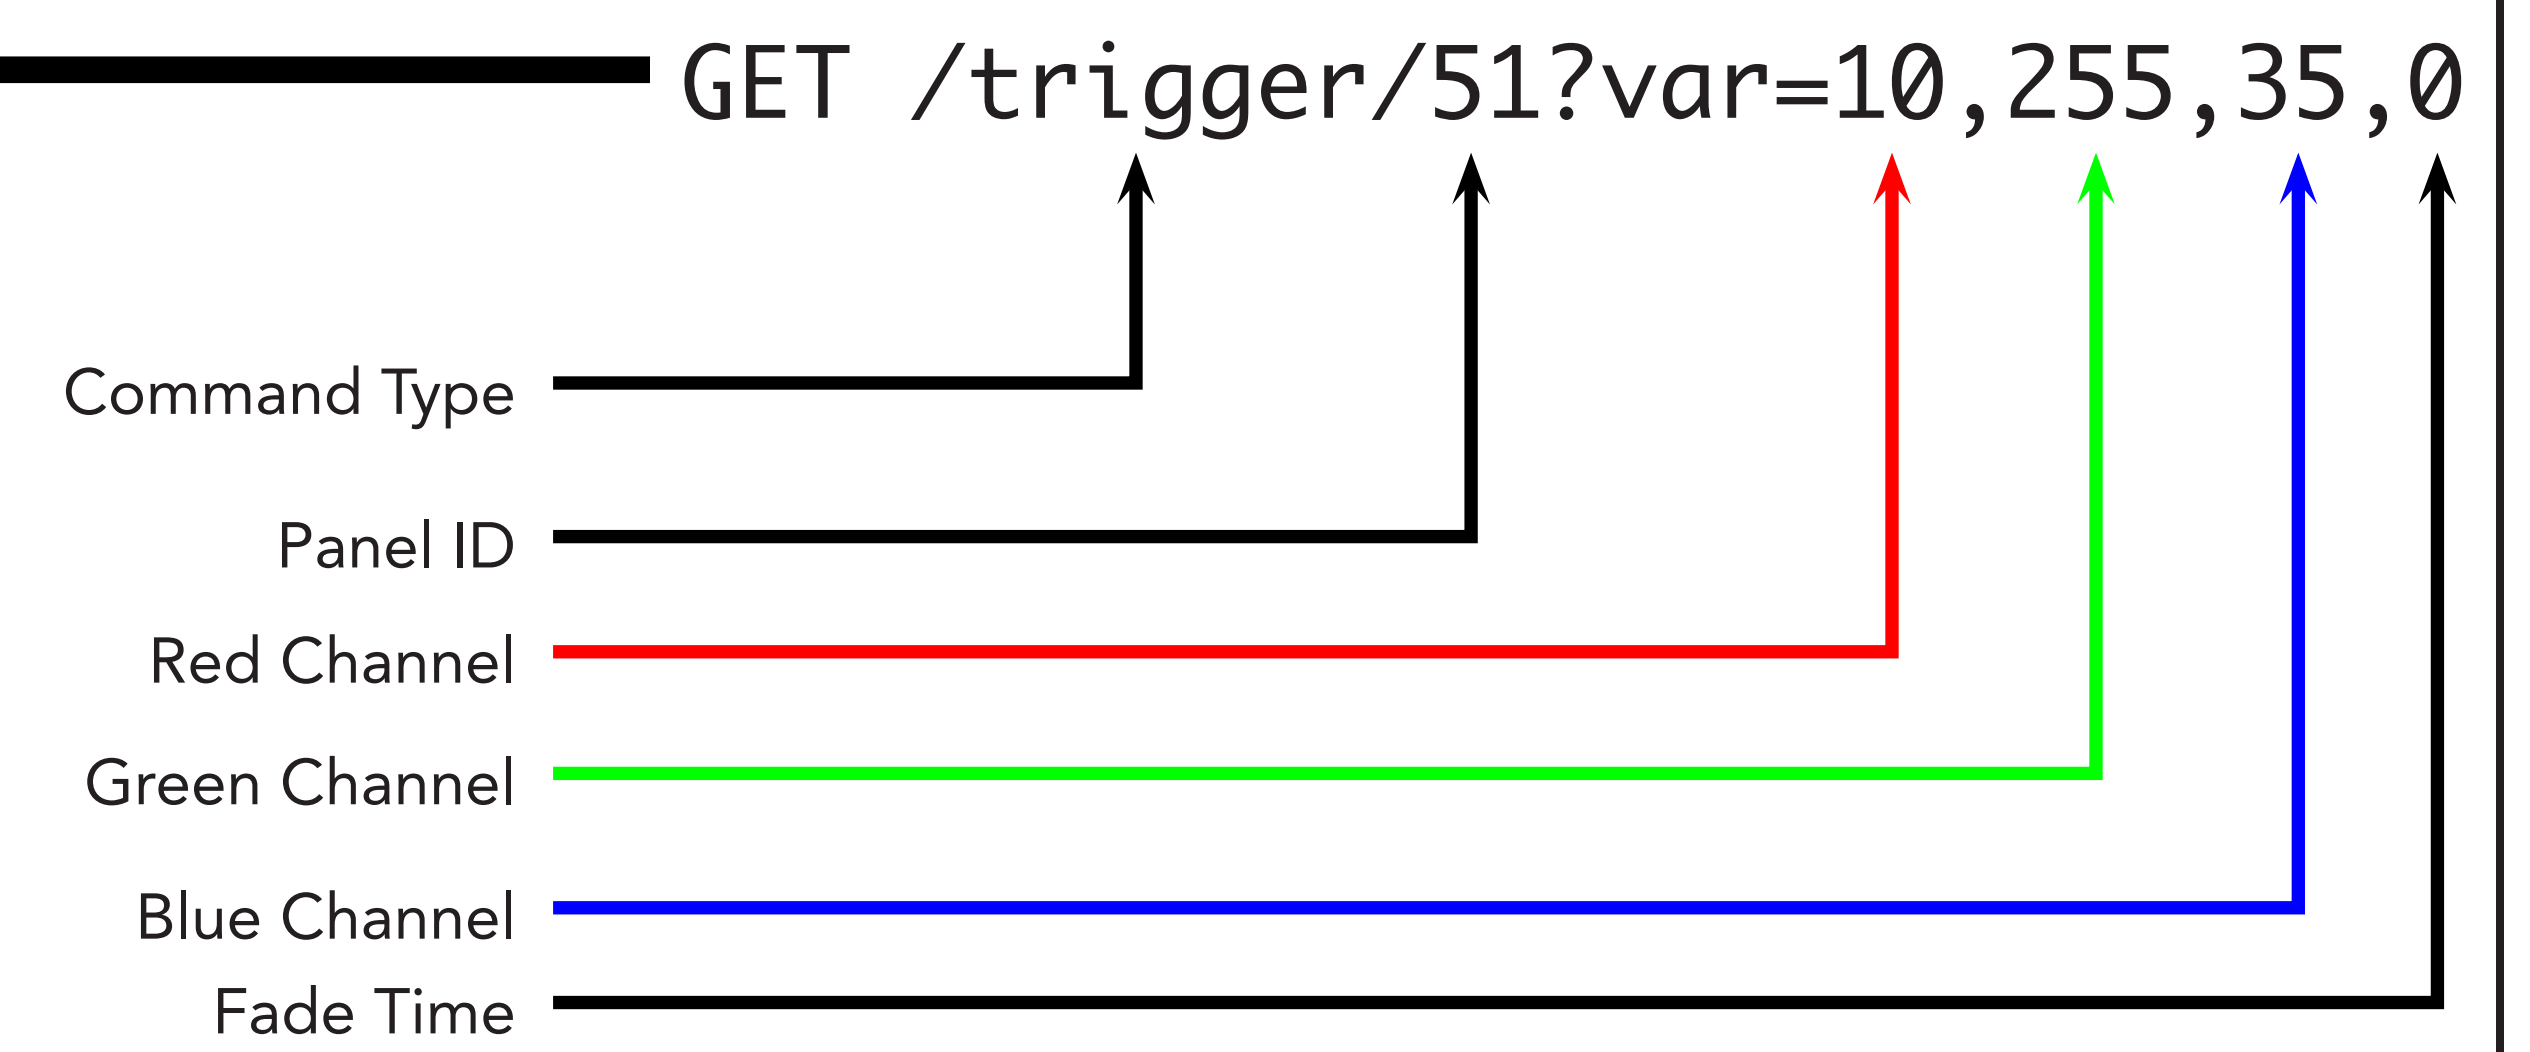 GET /trigger/51?var=10,255,35,0
Command Type
Panel ID
Red Channel
Green Channel
Blue Channel
Fade Time